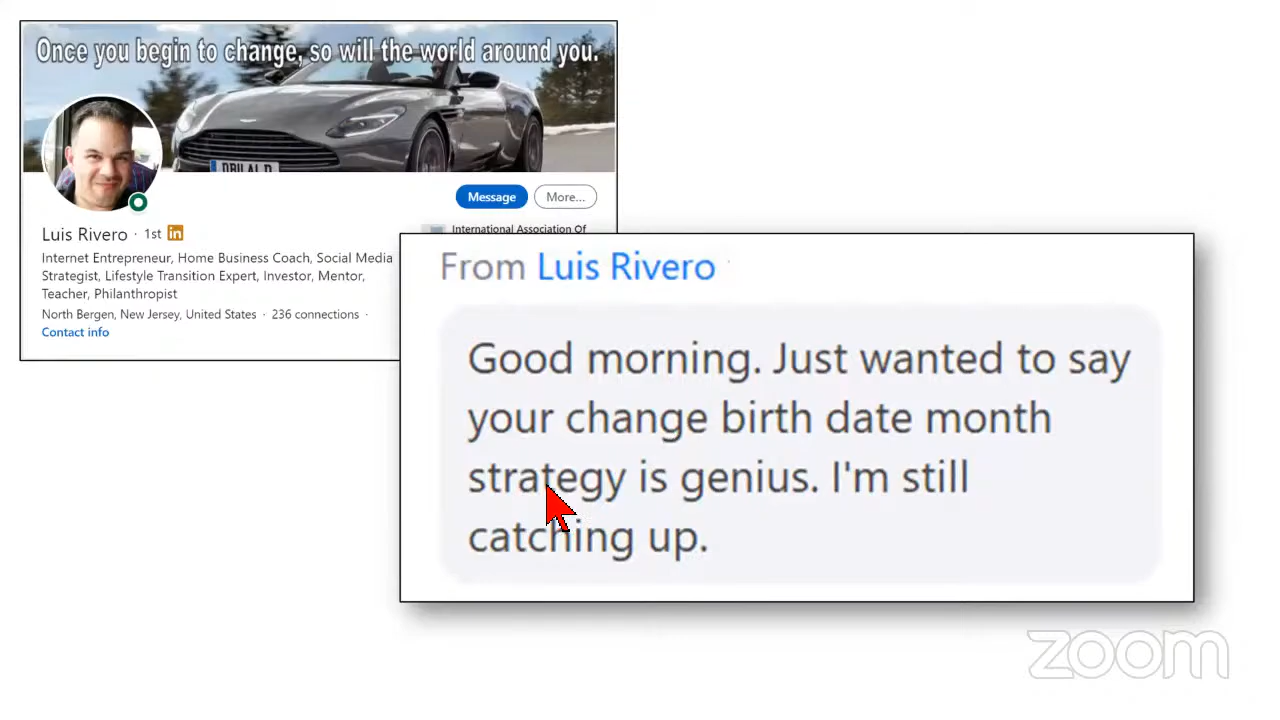 Once you begin to change, so will the world around you.
Message
More...
Luis Rivero · 1st in
International Association Of
Internet Entrepreneur, Home Business Coach, Social Media
Strategist, Lifestyle Transition Expert, Investor, Mentor,
Teacher, Philanthropist
North Bergen, New Jersey, United States · 236 connections ·
Contact info
From Luis Rivero
Good morning. Just wanted to say
your change birth date month
strategy is genius. I'm still
catching up.
zoom